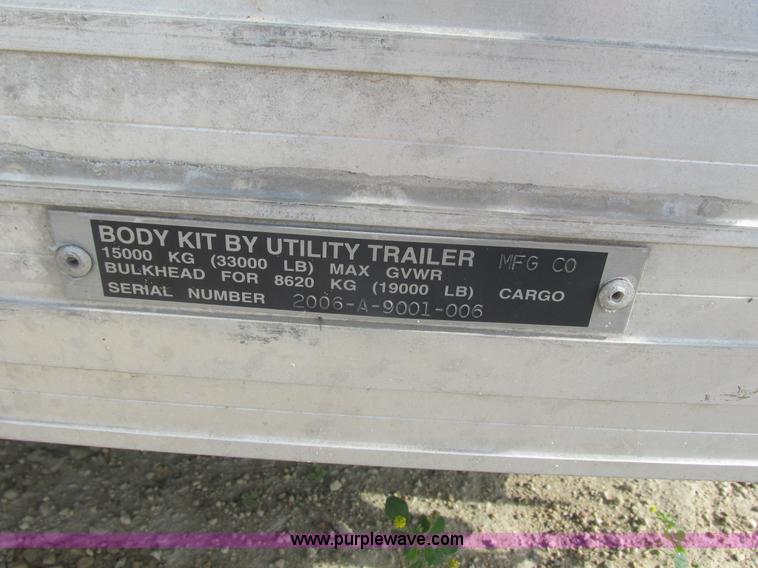 BODY KIT BY UTILITY TRAILER MFG CO
15000 KG (33000 LB) MAX GVWR
BULKHEAD FOR 8620 KG (19000 LB) CARGO
SERIAL NUMBER 2006-A-9001-006
www.purplewave.com